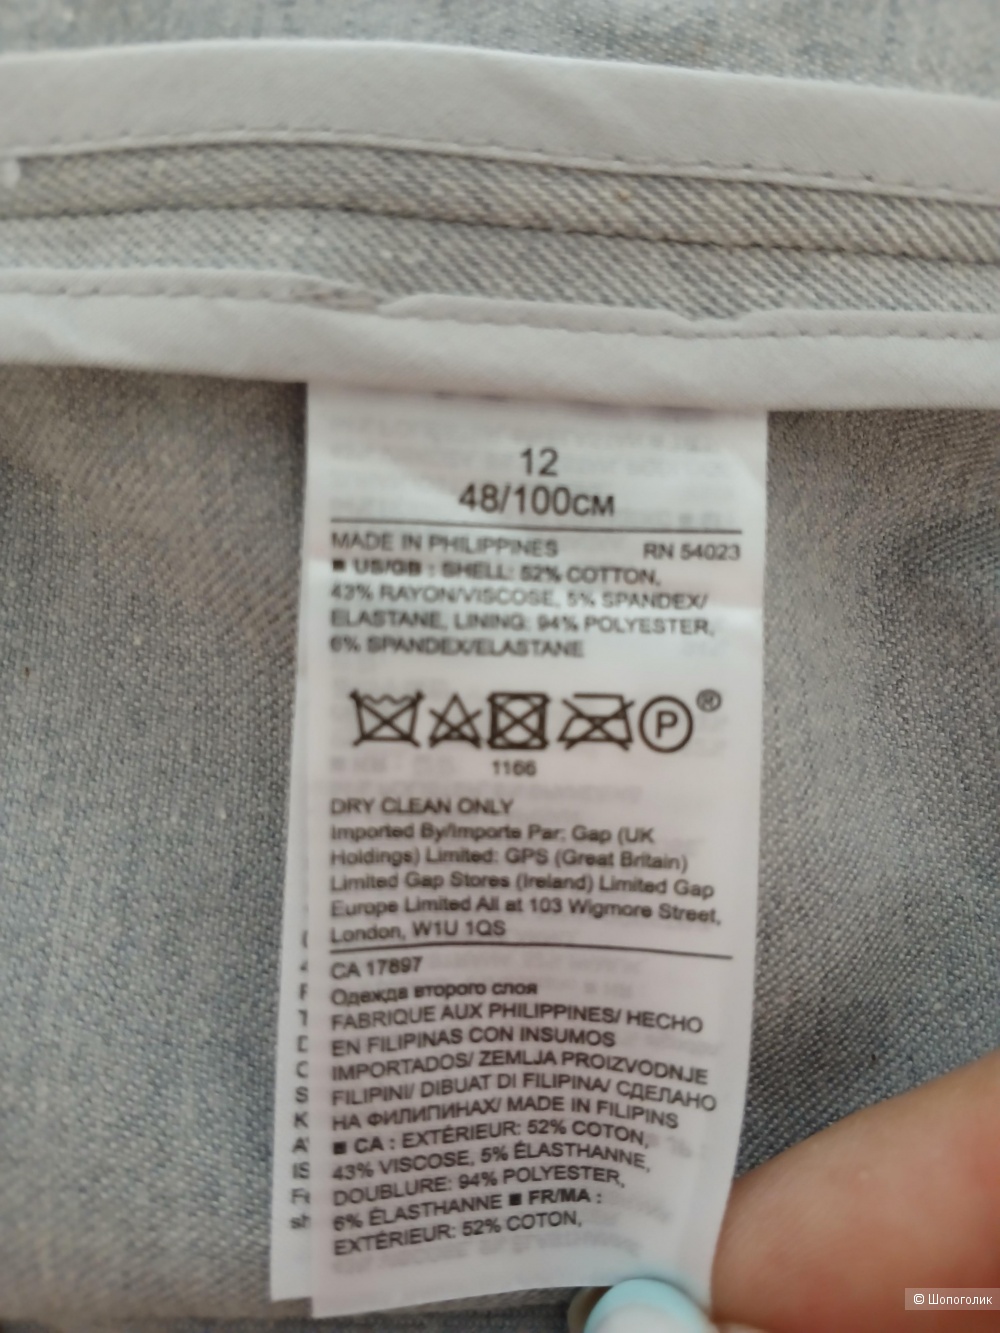 12
48/100CM
MADE IN PHILIPPINES RN 54023
■ US/GB : SHELL: 52% COTTON,
43% RAYON/VISCOSE, 5% SPANDEX/
ELASTANE, LINING: 94% POLYESTER,
6% SPANDEX/ELASTANE
P ®
1166
DRY CLEAN ONLY
Imported By/Importe Par: Gap (UK
Holdings) Limited: GPS (Great Britain)
Limited Gap Stores (Ireland) Limited Gap
Europe Limited All at 103 Wigmore Street,
London, W1U 1QS
CA 17897
Одежда второго слоя
FABRIQUE AUX PHILIPPINES/ HECHO
EN FILIPINAS CON INSUMOS
IMPORTADOS/ ZEMLJA PROIZVODNJE
FILIPINI/ DIBUAT DI FILIPINA/ СДЕЛАНО
НА ФИЛИПИНАХ/ MADE IN FILIPINS
■ CA : EXTÉRIEUR: 52% COTON,
43% VISCOSE, 5% ÉLASTHANNE,
DOUBLURE: 94% POLYESTER,
6% ÉLASTHANNE ■ FR/MA :
EXTÉRIEUR: 52% COTON,
© Шопоголик